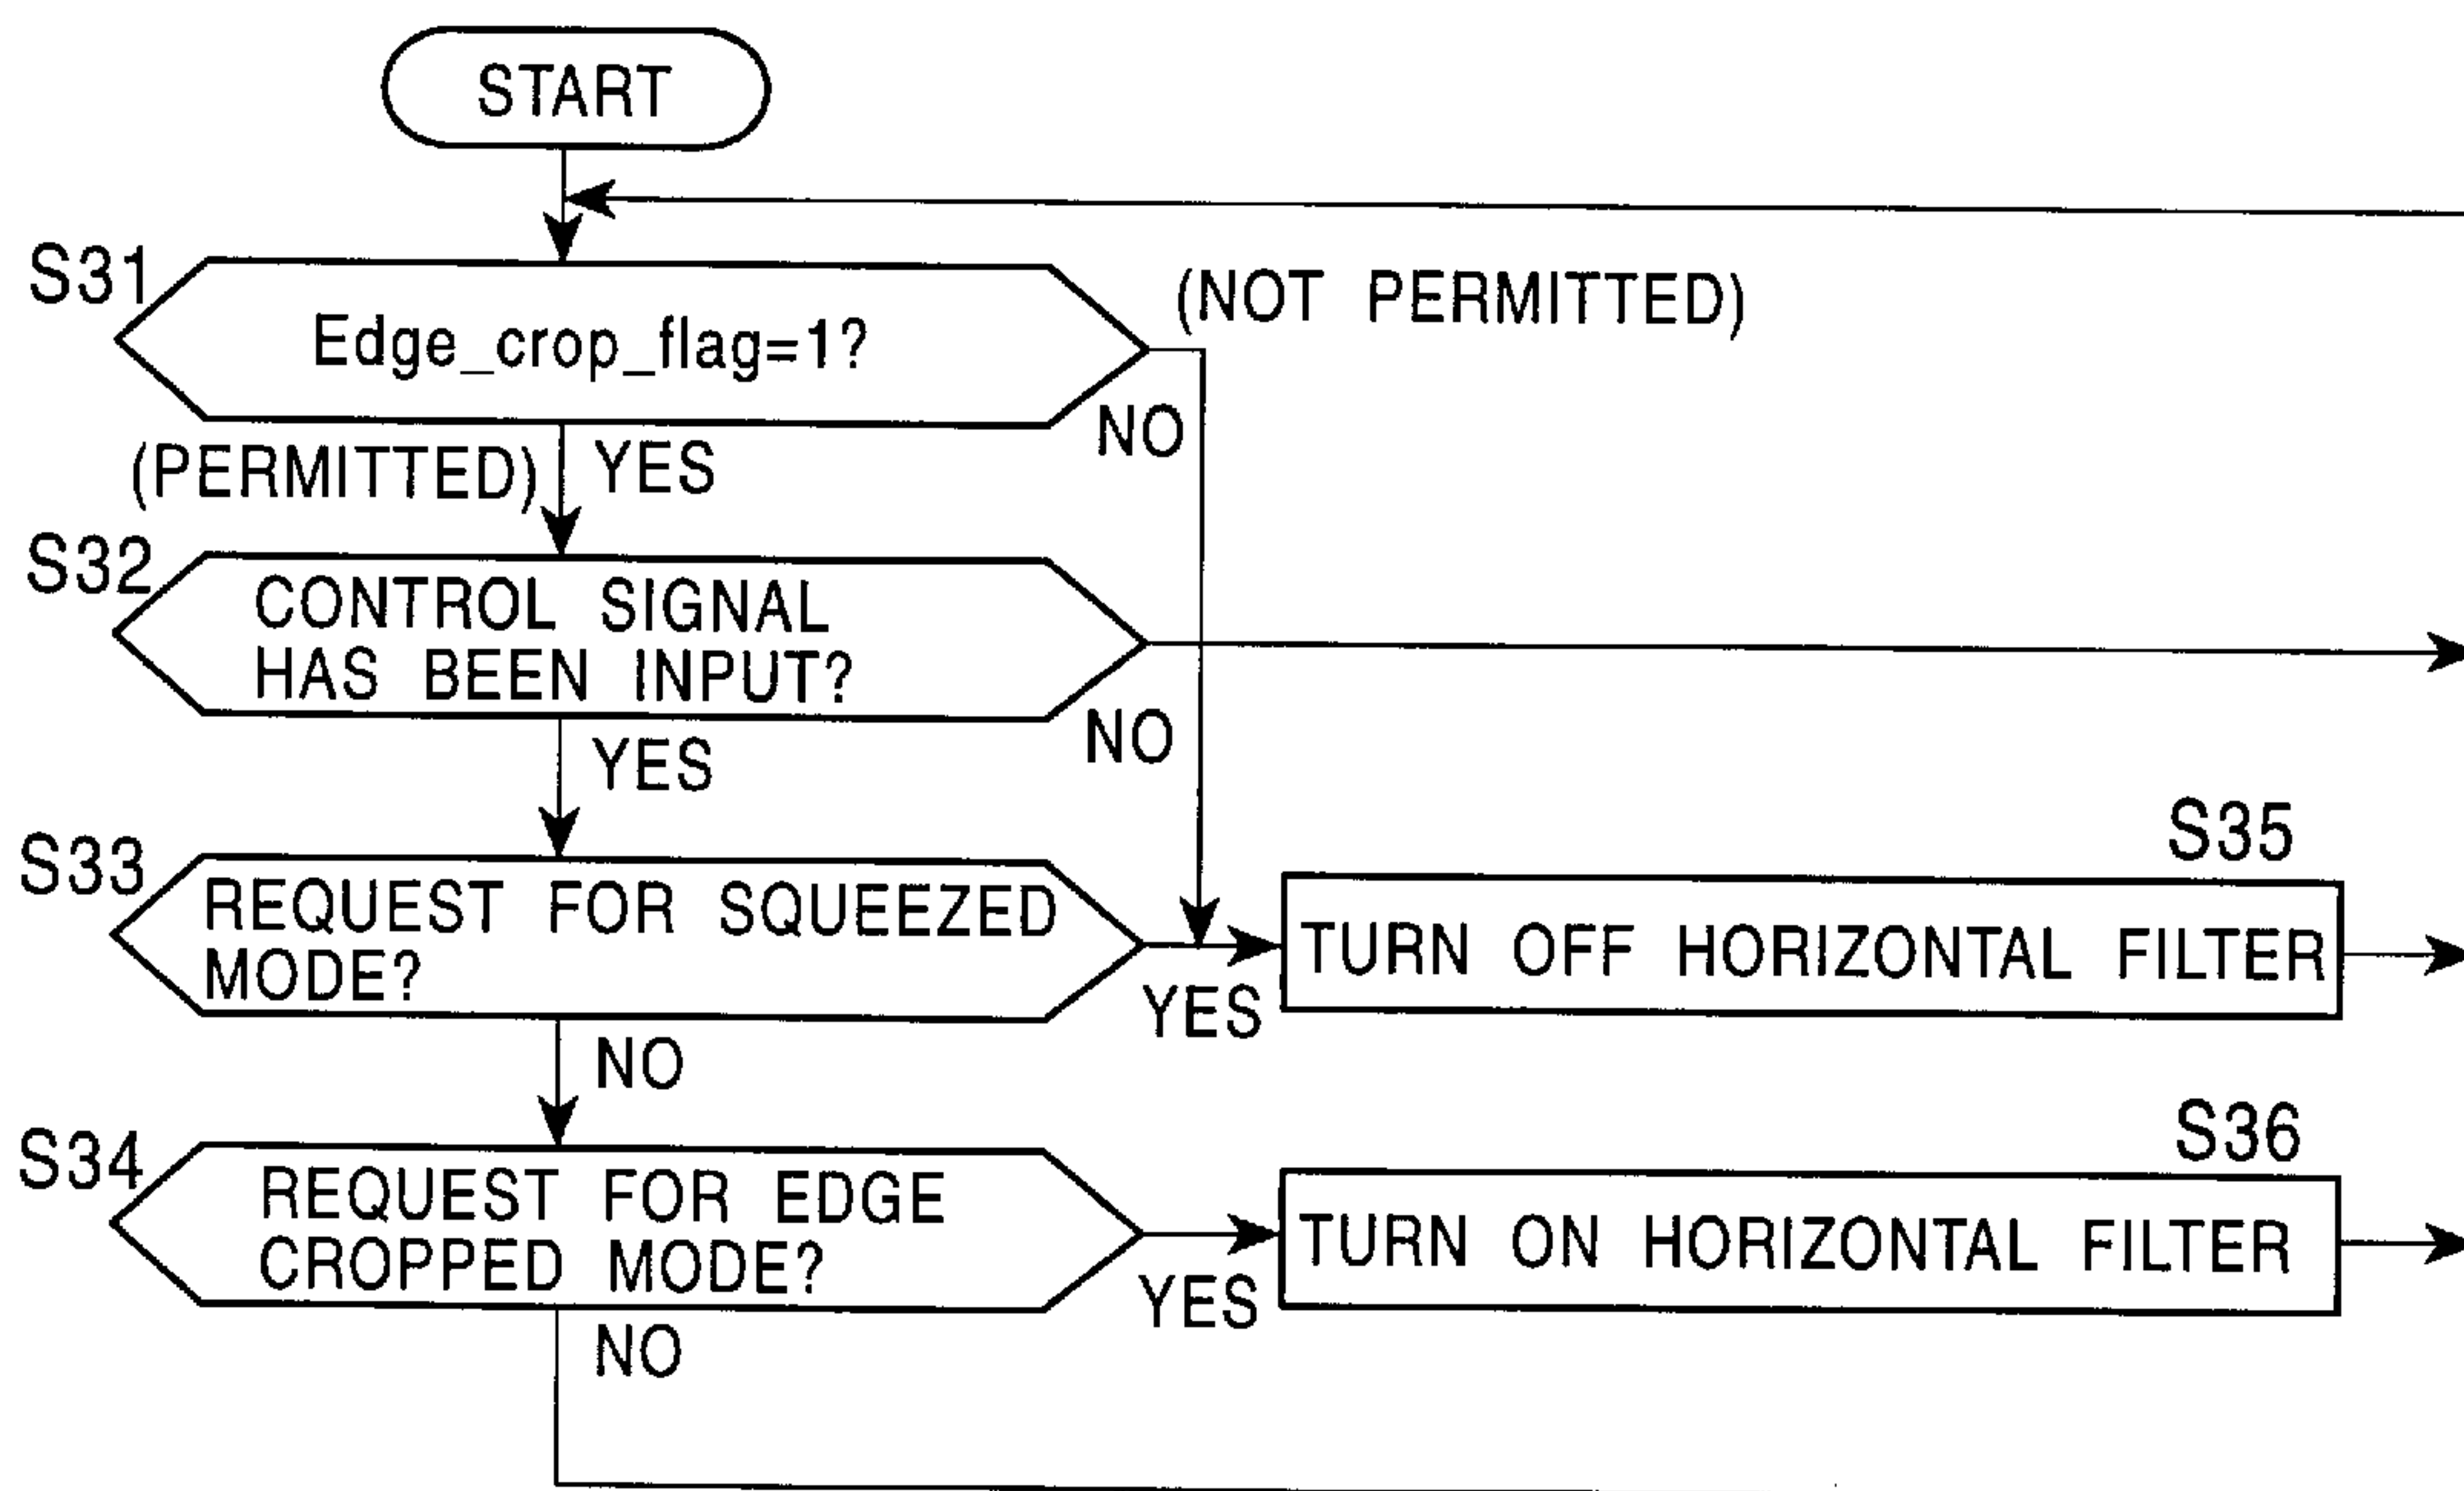 START
S31
(NOT PERMITTED)
Edge_crop_flag=1?
NO
(PERMITTED)
YES
S32
CONTROL SIGNAL
HAS BEEN INPUT?
NO
YES
S35
S33
REQUEST FOR SQUEEZED
MODE?
TURN OFF HORIZONTAL FILTER
YES
NO
S36
S34
REQUEST FOR EDGE
CROPPED MODE?
TURN ON HORIZONTAL FILTER
YES
NO